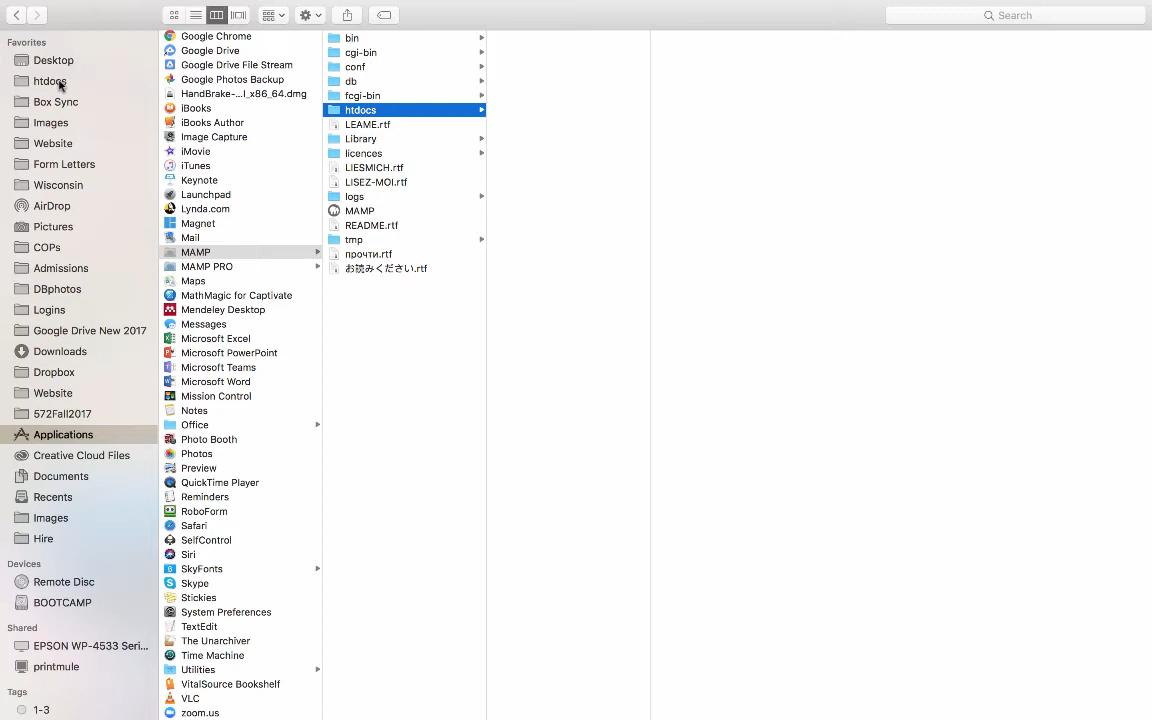 Search
Favorites
Desktop
htdocs
Box Sync
Images
Website
Form Letters
Wisconsin
AirDrop
Pictures
COPs
Admissions
DBphotos
Logins
Google Drive New 2017
Downloads
Dropbox
Website
572Fall2017
Applications
Creative Cloud Files
Documents
Recents
Images
Hire
Devices
Remote Disc
BOOTCAMP
Shared
EPSON WP-4533 Seri...
printmule
Tags
1-3
Google Chrome
Google Drive
Google Drive File Stream
Google Photos Backup
HandBrake-...l_x86_64.dmg
iBooks
iBooks Author
Image Capture
iMovie
iTunes
Keynote
Launchpad
Lynda.com
Magnet
Mail
MAMP
MAMP PRO
Maps
MathMagic for Captivate
Mendeley Desktop
Messages
Microsoft Excel
Microsoft PowerPoint
Microsoft Teams
Microsoft Word
Mission Control
Notes
Office
Photo Booth
Photos
Preview
QuickTime Player
Reminders
RoboForm
Safari
SelfControl
Siri
SkyFonts
Skype
Stickies
System Preferences
TextEdit
The Unarchiver
Time Machine
Utilities
VitalSource Bookshelf
VLC
zoom.us
bin
cgi-bin
conf
db
fcgi-bin
htdocs
LEAME.rtf
Library
licences
LIESMICH.rtf
LISEZ-MOI.rtf
logs
MAMP
README.rtf
tmp
прочти.rtf
お読みください.rtf